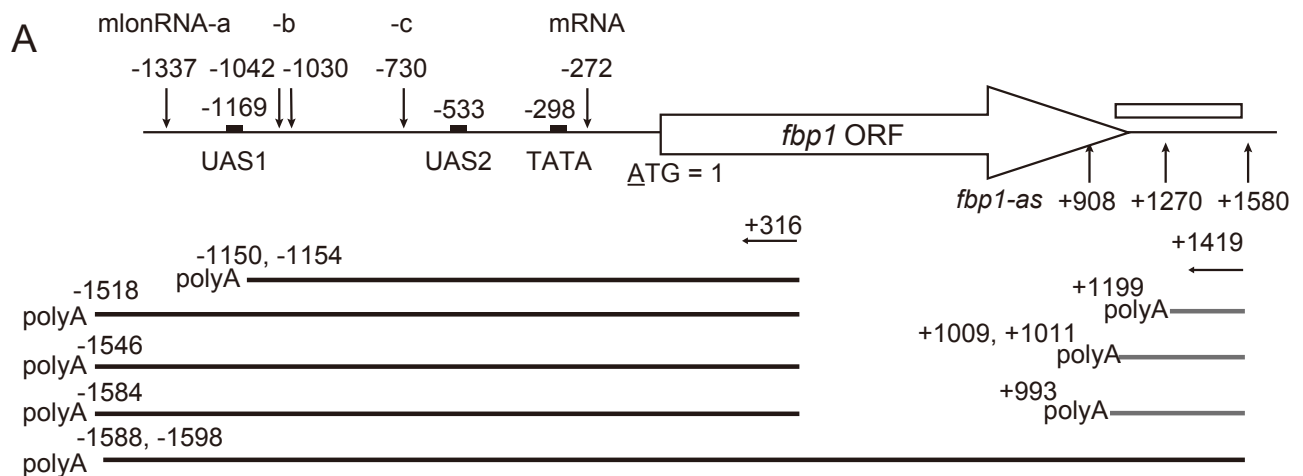 A
mlonRNA-a -b -c mRNA
-1337 -1042 -1030 -730 -272
-1169 -533 -298
fbp1 ORF
UAS1 UAS2 TATA
ATG = 1
fbp1-as +908 +1270 +1580
+316
+1419
-1150, -1154
polyA
-1518
polyA
+1199
polyA
-1546
polyA
+1009, +1011
polyA
-1584
polyA
+993
polyA
-1588, -1598
polyA